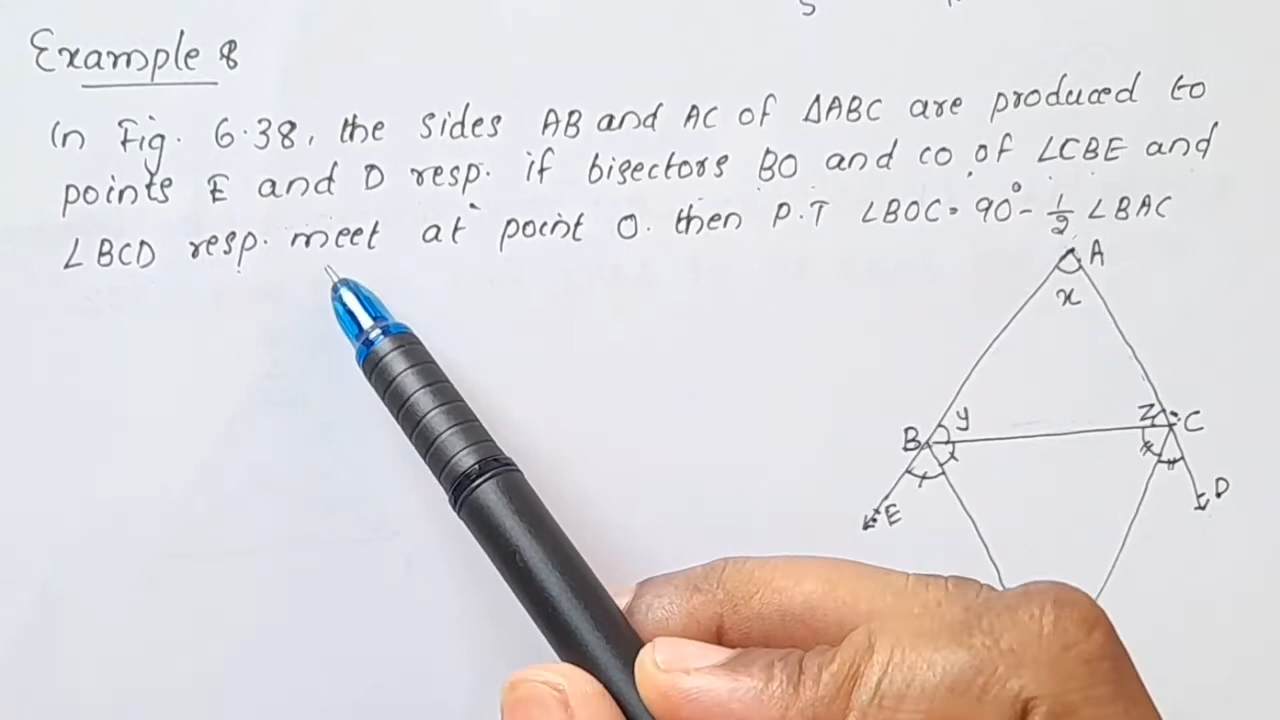 Example 8
In Fig. 6.38, the sides AB and AC of ΔABC are produced to
points E and D resp. if bisectors BO and CO of ∠CBE and
∠BCD resp. meet at point O. then P.T ∠BOC = 90° - 1/2 ∠BAC
A
x
B y
z C
E
D